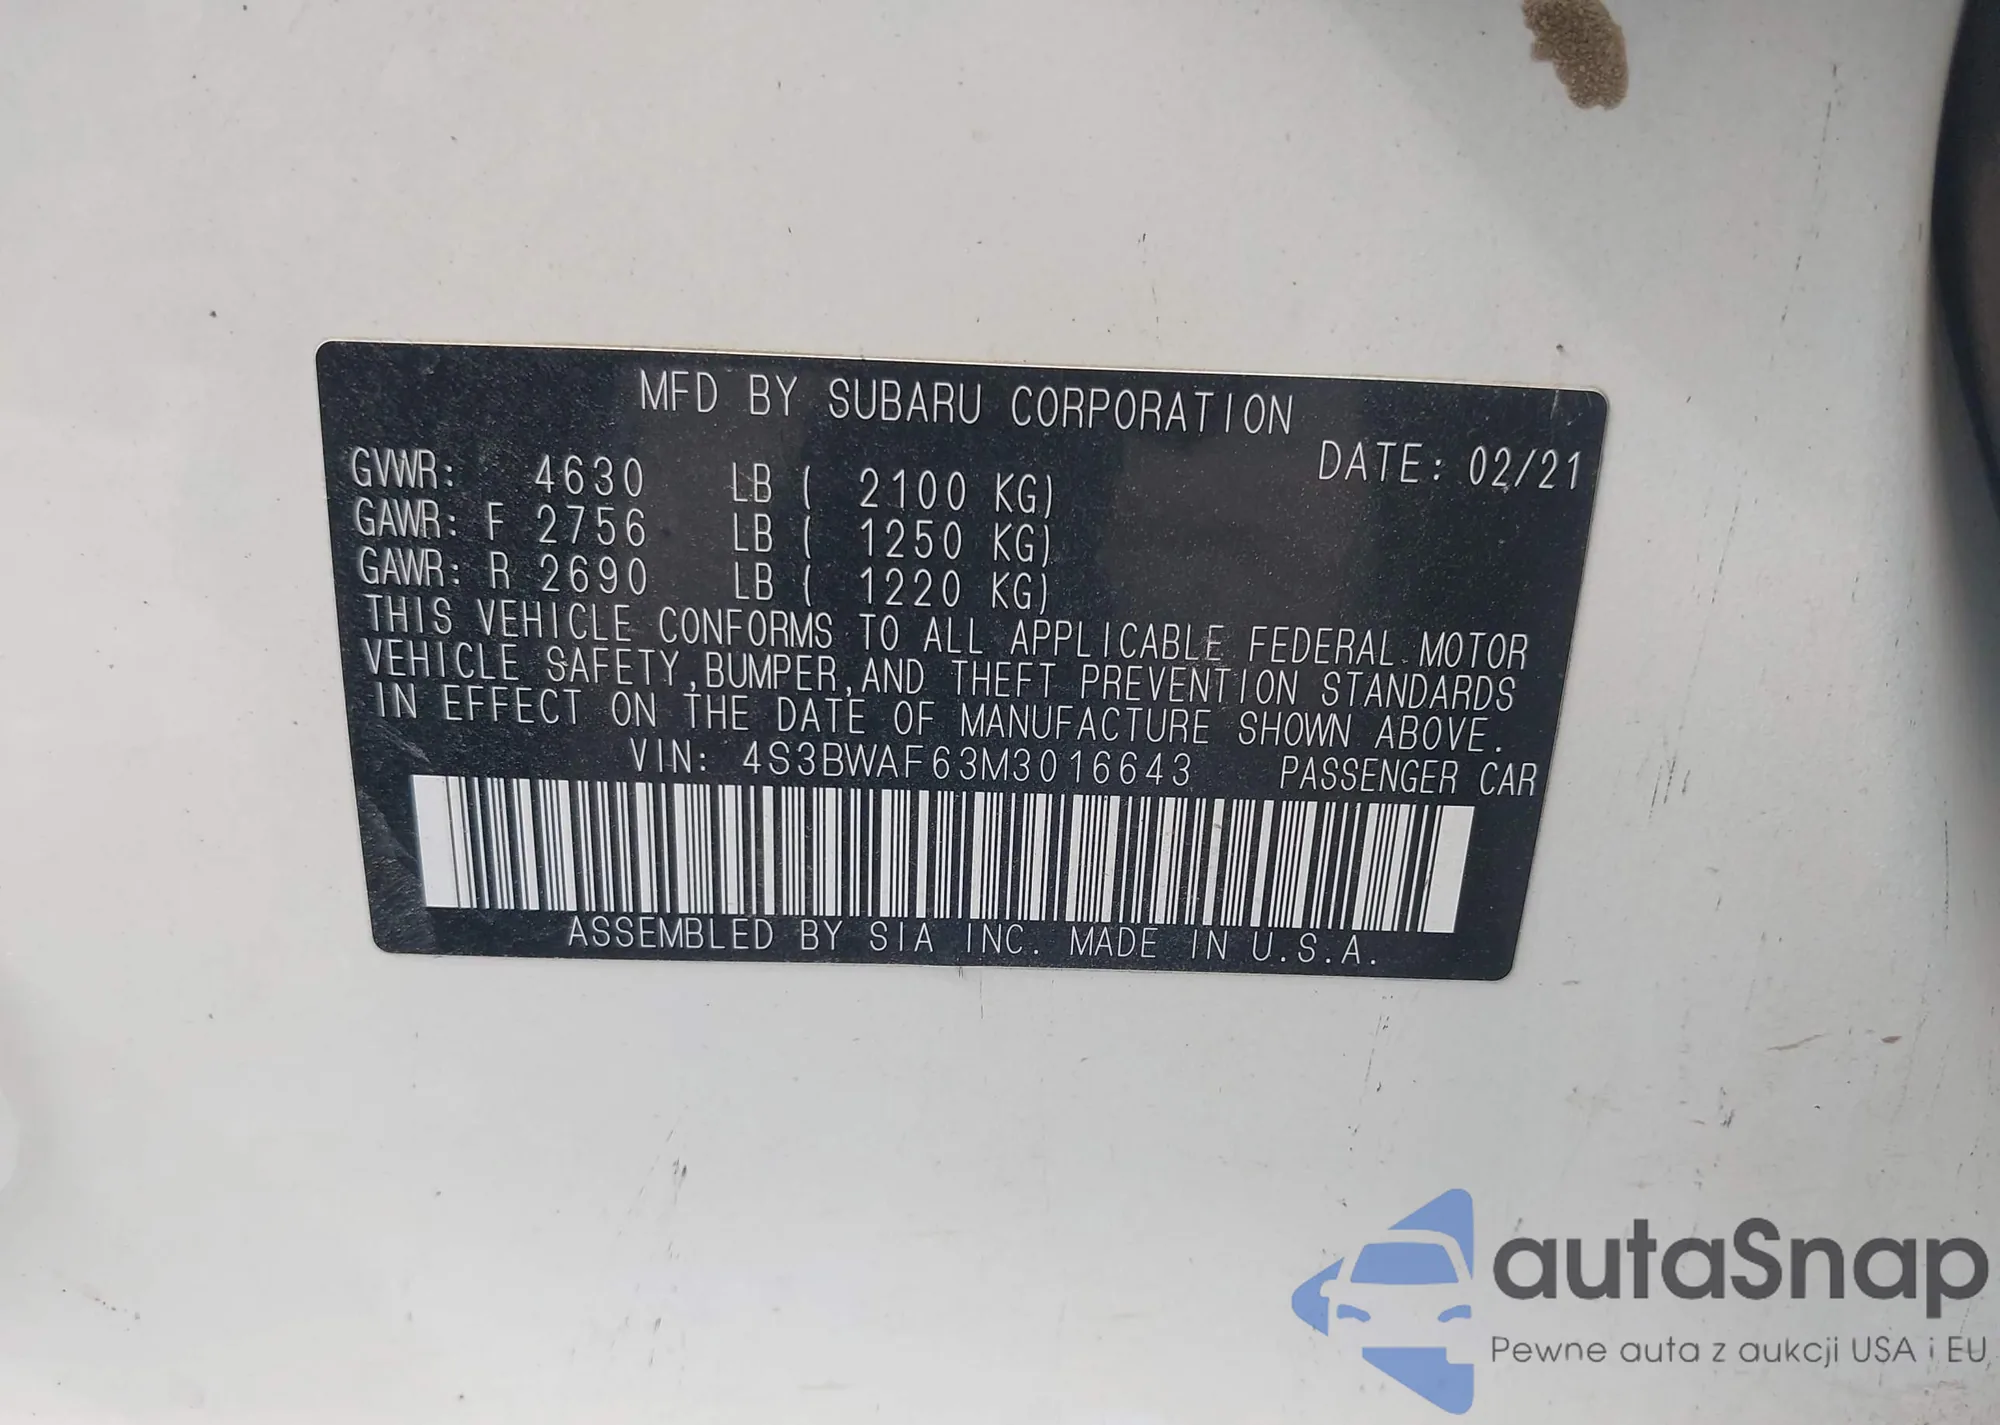 MFD BY SUBARU CORPORATION
DATE: 02/21
GVWR: 4630 LB ( 2100 KG)
GAWR: F 2756 LB ( 1250 KG)
GAWR: R 2690 LB ( 1220 KG)
THIS VEHICLE CONFORMS TO ALL APPLICABLE FEDERAL MOTOR
VEHICLE SAFETY,BUMPER,AND THEFT PREVENTION STANDARDS
IN EFFECT ON THE DATE OF MANUFACTURE SHOWN ABOVE.
VIN: 4S3BWAF63M3016643 PASSENGER CAR
ASSEMBLED BY SIA INC. MADE IN U.S.A.
autaSnap
Pewne auta z aukcji USA i EU